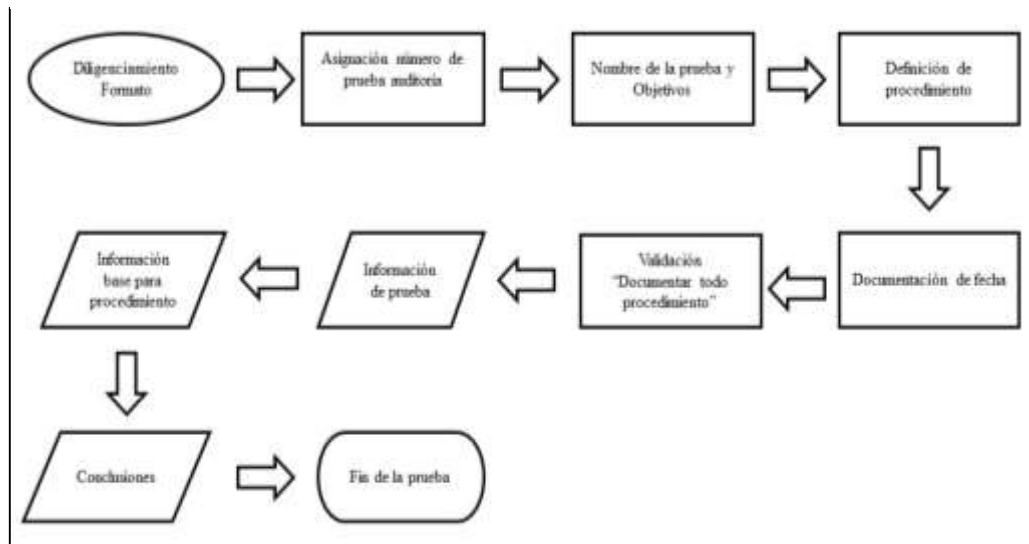 Diligenciamiento
Formato
Asignación número de
prueba auditoria
Nombre de la prueba y
Objetivos
Definición de
procedimiento
Documentación de fecha
Validación
"Documentar todo
procedimiento"
Información
de prueba
Información
base para
procedimiento
Conclusiones
Fin de la prueba